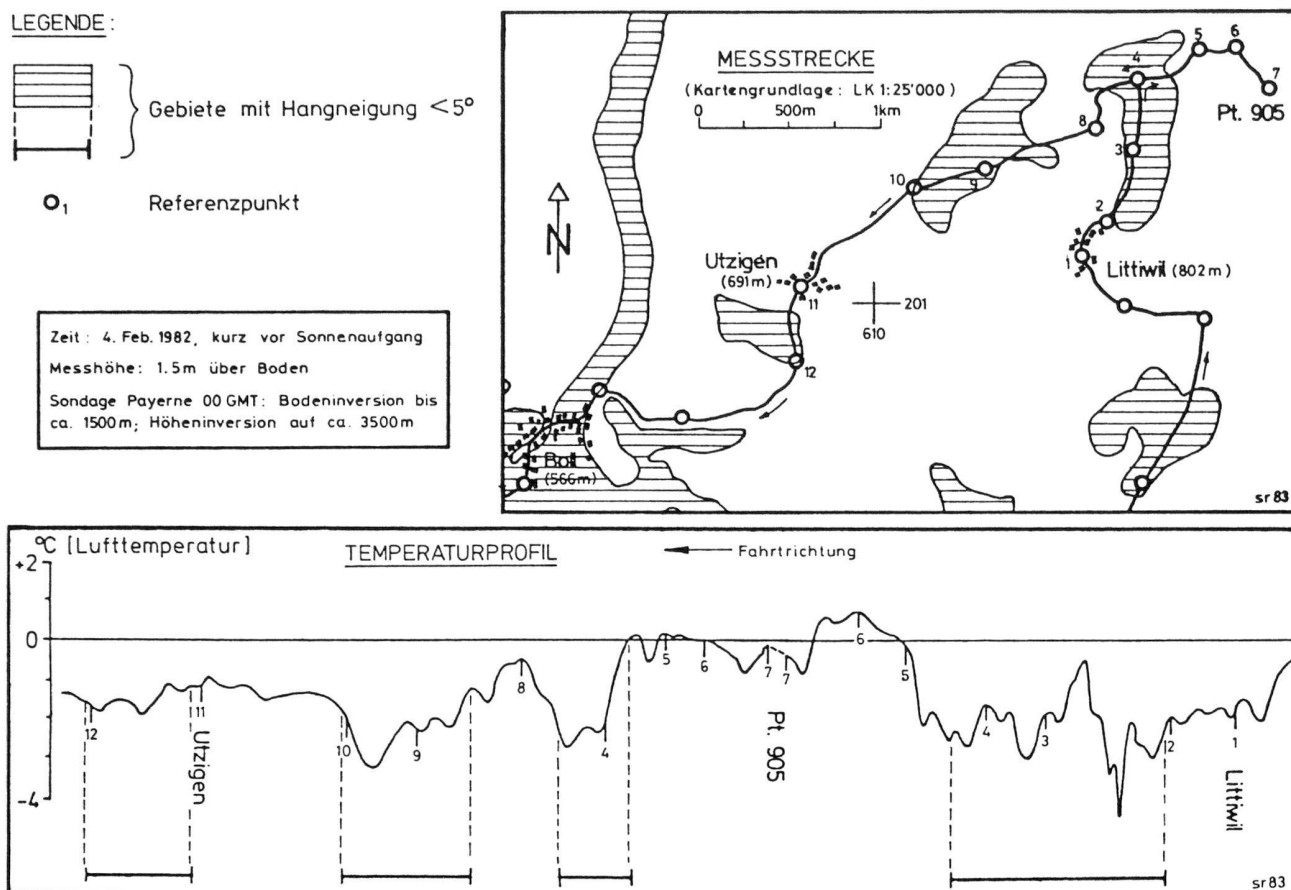 LEGENDE:
Gebiete mit Hangneigung <5°
1 Referenzpunkt
Zeit: 4. Feb. 1982, kurz vor Sonnenaufgang
Messhöhe: 1.5m über Boden
Sondage Payerne 00 GMT: Bodeninversion bis
ca. 1500m; Höheninversion auf ca. 3500m
MESSSTRECKE
(Kartengrundlage: LK 1:25'000)
0 500m 1km
N
5 6
4 7
Pt. 905
8
3
10 9
2
1
Littiwil (802m)
Utzigen
(691m)
11
201
610
12
Boll
(566m)
sr83
°C [Lufttemperatur]
TEMPERATURPROFIL
Fahrtrichtung
+2
0
-4
12 11 10 9 8 4 5 6 7 7 6 5 4 3 2 1
Utzigen
Pt. 905
Littiwil
sr83